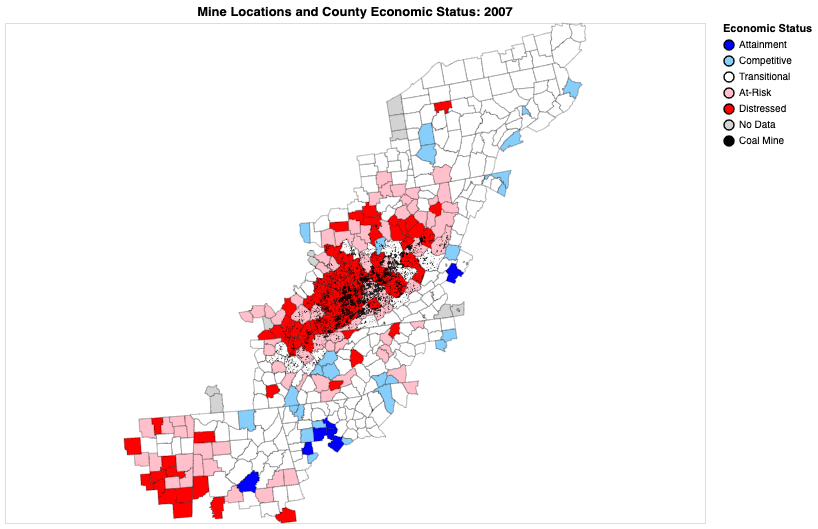 Mine Locations and County Economic Status: 2007
Economic Status
Attainment
Competitive
Transitional
At-Risk
Distressed
No Data
Coal Mine